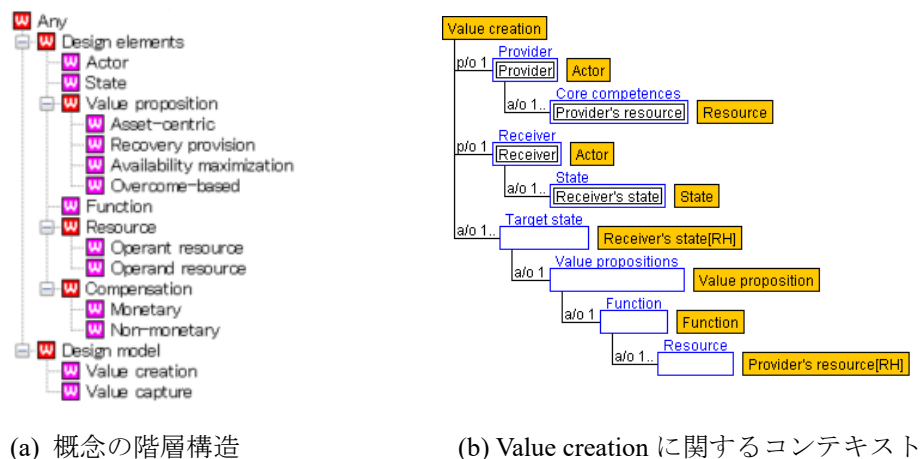 Any
Design elements
Actor
State
Value proposition
Asset-centric
Recovery provision
Availability maximization
Overcome-based
Function
Resource
Operant resource
Operand resource
Compensation
Monetary
Non-monetary
Design model
Value creation
Value capture
(a) 概念の階層構造
Value creation
Provider
p/o 1 Provider Actor
Core competences
a/o 1.. Provider's resource Resource
Receiver
p/o 1 Receiver Actor
State
a/o 1.. Receiver's state State
Target state
a/o 1.. Receiver's state[RH]
Value propositions
a/o 1 Value proposition
Function
a/o 1 Function
Resource
a/o 1.. Provider's resource[RH]
(b) Value creation に関するコンテキスト